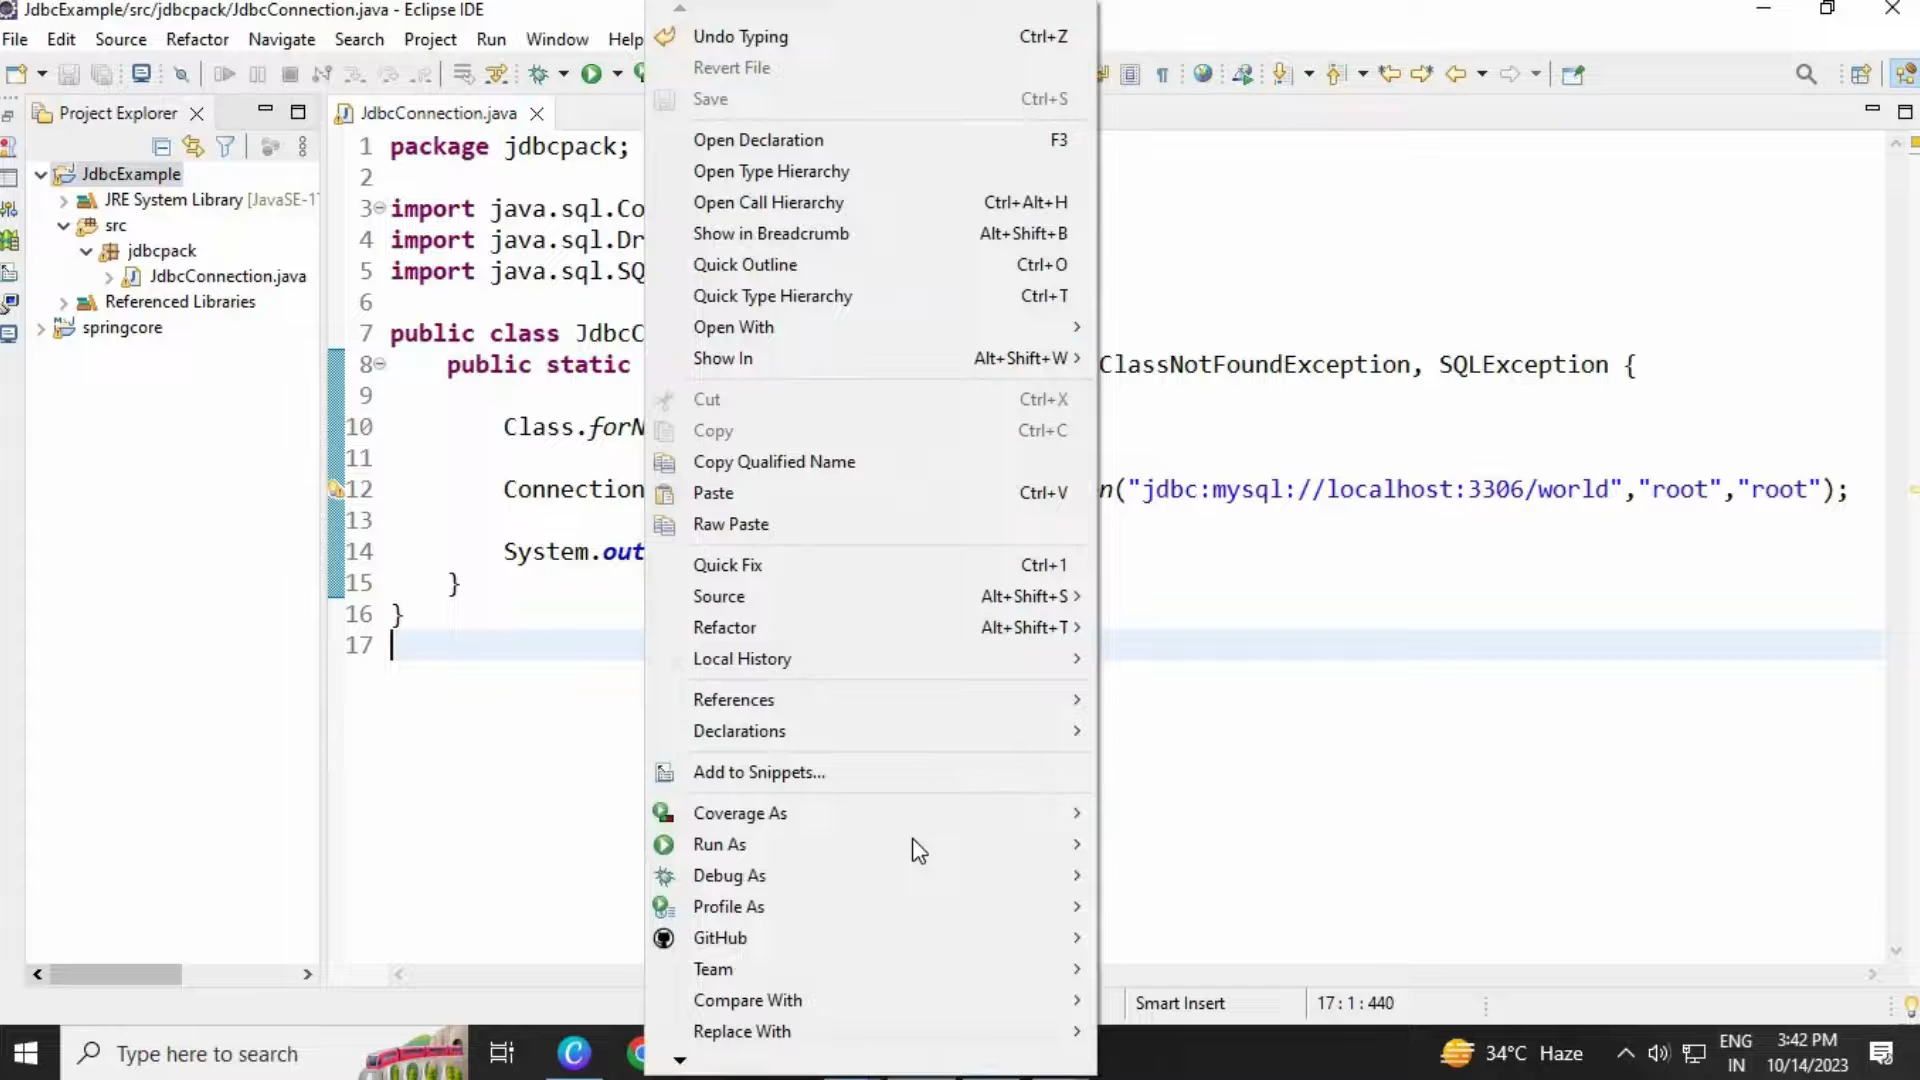 JdbcExample/src/jdbcpack/JdbcConnection.java - Eclipse IDE
File Edit Source Refactor Navigate Search Project Run Window Help
Project Explorer
JdbcExample
JRE System Library [JavaSE-1
src
jdbcpack
JdbcConnection.java
Referenced Libraries
springcore
JdbcConnection.java
1 package jdbcpack;
2
3 import java.sql.Co
4 import java.sql.Dr
5 import java.sql.SQ
6
7 public class JdbcC
8 public static ClassNotFoundException, SQLException {
9
10 Class.forN
11
12 Connection n("jdbc:mysql://localhost:3306/world","root","root");
13
14 System.out
15 }
16 }
17
Undo Typing Ctrl+Z
Revert File
Save Ctrl+S
Open Declaration F3
Open Type Hierarchy
Open Call Hierarchy Ctrl+Alt+H
Show in Breadcrumb Alt+Shift+B
Quick Outline Ctrl+O
Quick Type Hierarchy Ctrl+T
Open With
Show In Alt+Shift+W
Cut Ctrl+X
Copy Ctrl+C
Copy Qualified Name
Paste Ctrl+V
Raw Paste
Quick Fix Ctrl+1
Source Alt+Shift+S
Refactor Alt+Shift+T
Local History
References
Declarations
Add to Snippets...
Coverage As
Run As
Debug As
Profile As
GitHub
Team
Compare With
Replace With
Smart Insert 17 : 1 : 440
Type here to search
34°C Haze
ENG
IN
3:42 PM
10/14/2023